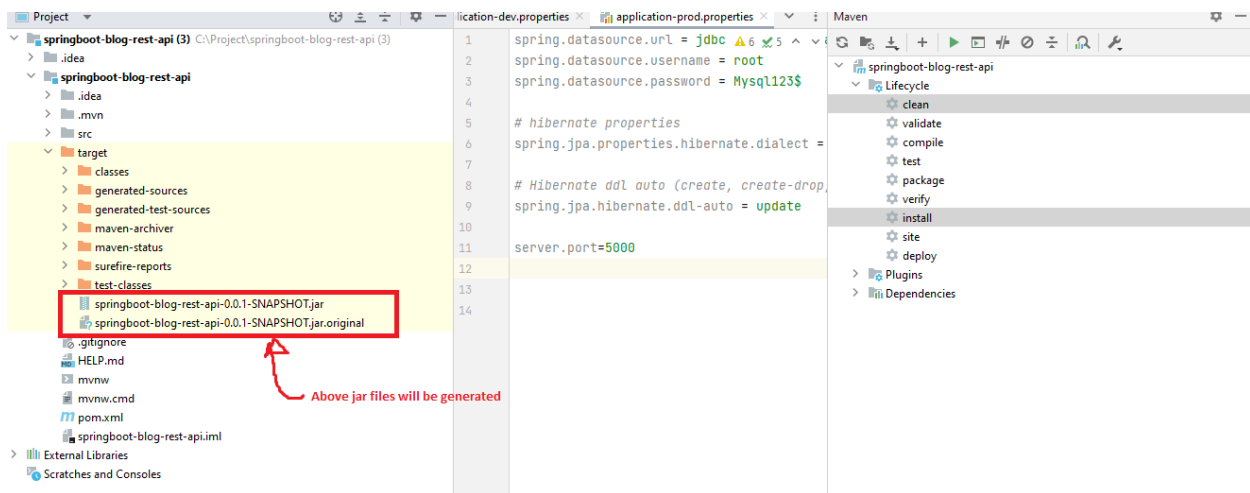 Project
springboot-blog-rest-api (3) C:\Project\springboot-blog-rest-api (3)
.idea
springboot-blog-rest-api
.idea
.mvn
src
target
classes
generated-sources
generated-test-sources
maven-archiver
maven-status
surefire-reports
test-classes
springboot-blog-rest-api-0.0.1-SNAPSHOT.jar
springboot-blog-rest-api-0.0.1-SNAPSHOT.jar.original
.gitignore
HELP.md
mvnw
mvnw.cmd
pom.xml
springboot-blog-rest-api.iml
External Libraries
Scratches and Consoles
Above jar files will be generated
lication-dev.properties application-prod.properties
6 5
1 spring.datasource.url = jdbc
2 spring.datasource.username = root
3 spring.datasource.password = Mysql123$
4
5 # hibernate properties
6 spring.jpa.properties.hibernate.dialect =
7
8 # Hibernate ddl auto (create, create-drop,
9 spring.jpa.hibernate.ddl-auto = update
10
11 server.port=5000
12
13
14
Maven
springboot-blog-rest-api
Lifecycle
clean
validate
compile
test
package
verify
install
site
deploy
Plugins
Dependencies